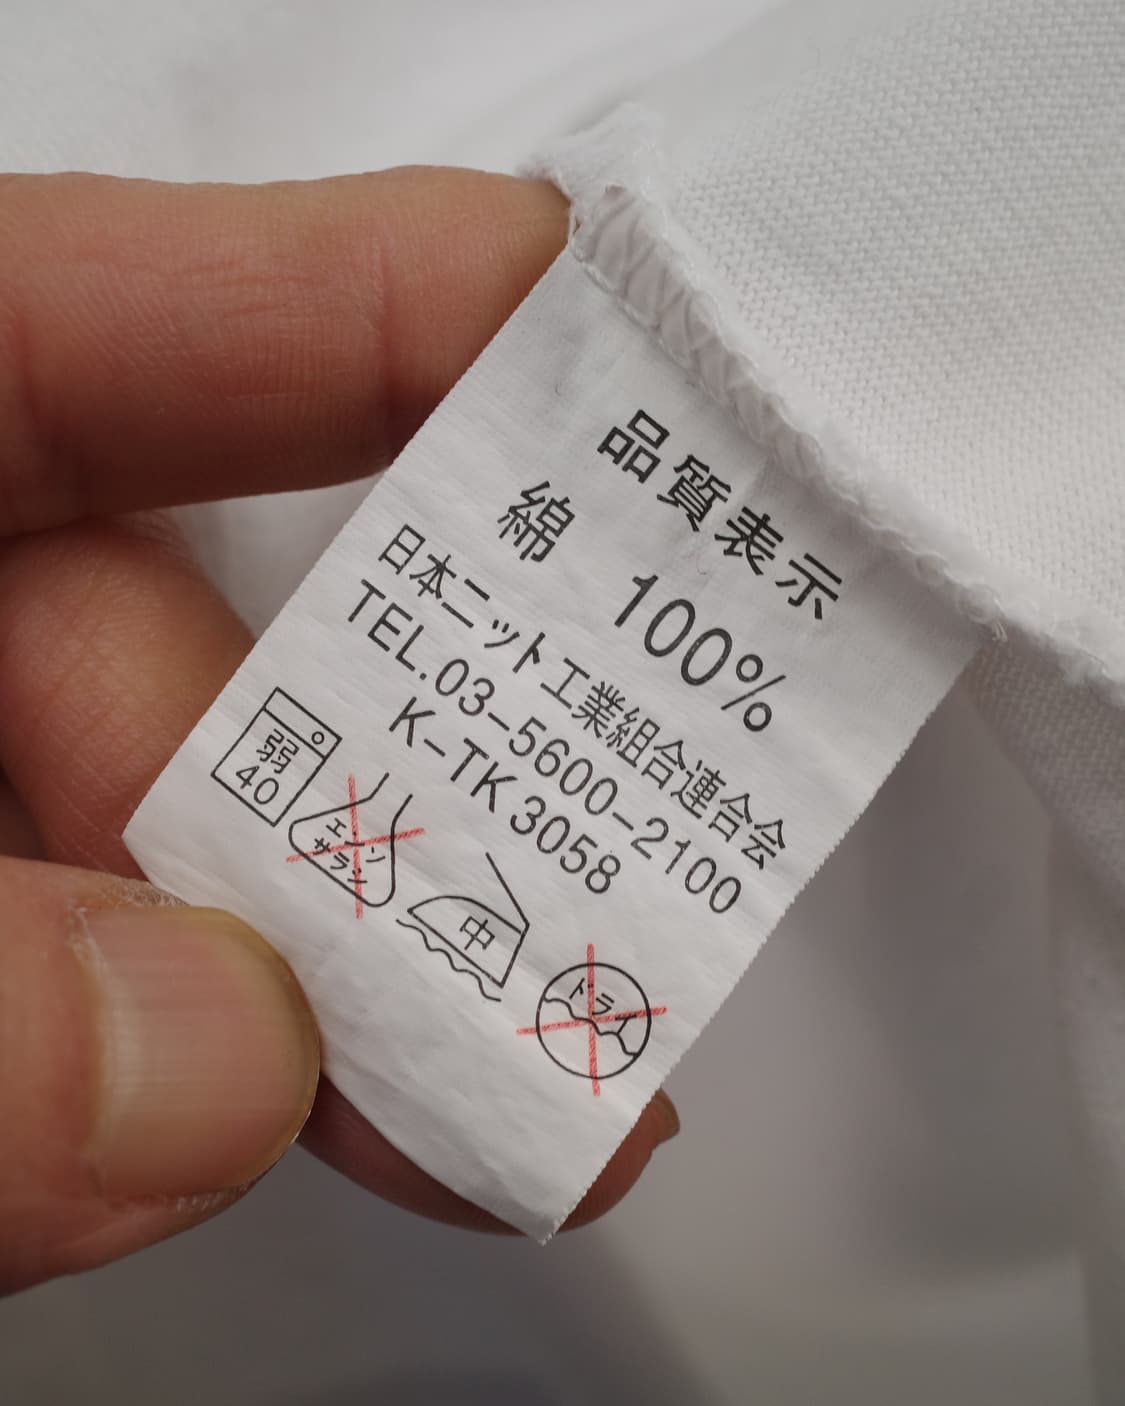 品質表示
綿 100%
日本ニット工業組合連合会
TEL.03-5600-2100
K-TK 3058
弱
40
エンソ
サラシ
中
ドライ